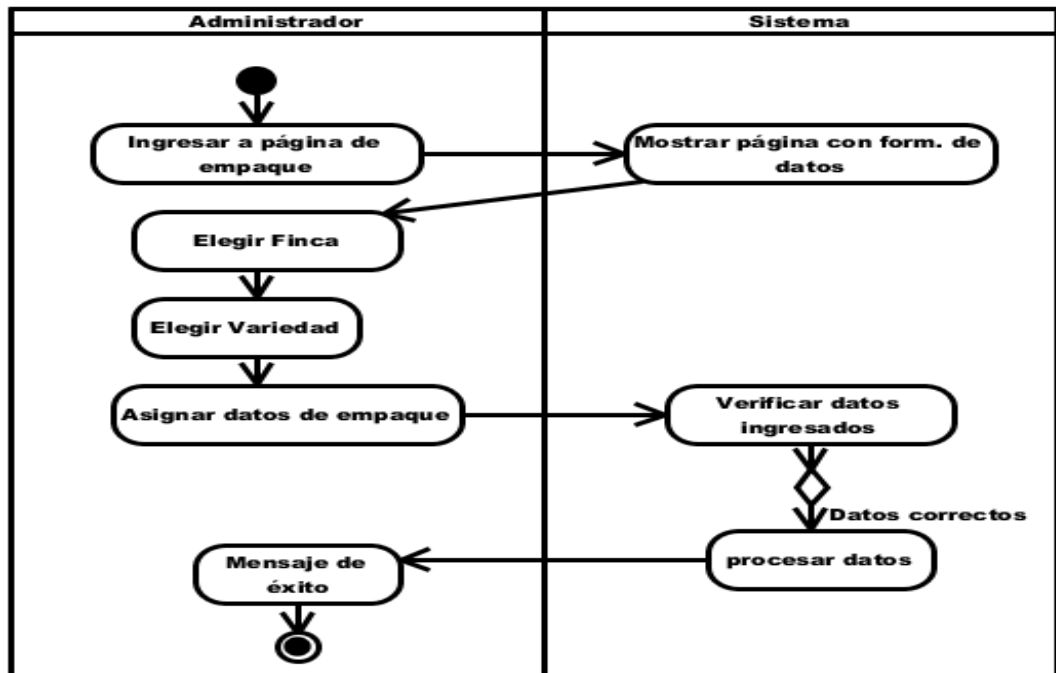 Administrador
Sistema
Ingresar a página de
empaque
Mostrar página con form. de
datos
Elegir Finca
Elegir Variedad
Asignar datos de empaque
Verificar datos
ingresados
Datos correctos
procesar datos
Mensaje de
éxito